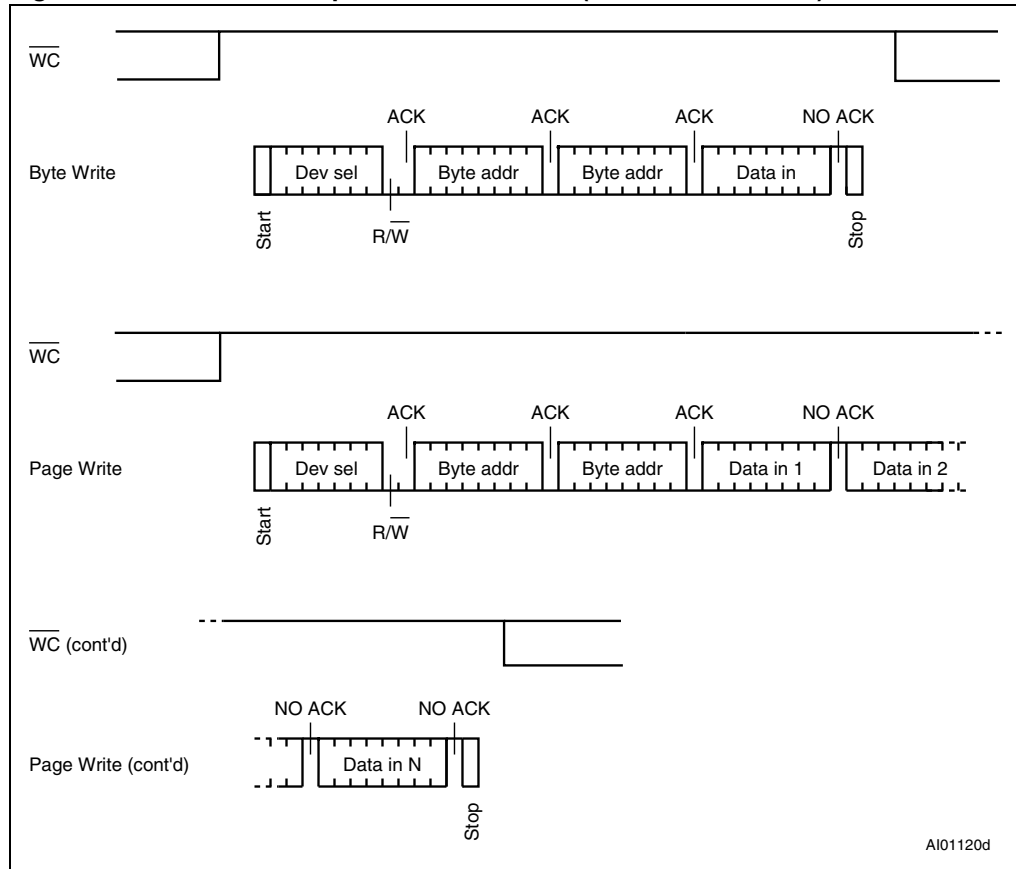 WC
ACK ACK ACK NO ACK
Byte Write Dev sel Byte addr Byte addr Data in
Start R/W Stop
WC
ACK ACK ACK NO ACK
Page Write Dev sel Byte addr Byte addr Data in 1 Data in 2
Start R/W
WC (cont'd)
NO ACK NO ACK
Page Write (cont'd) Data in N
Stop
AI01120d